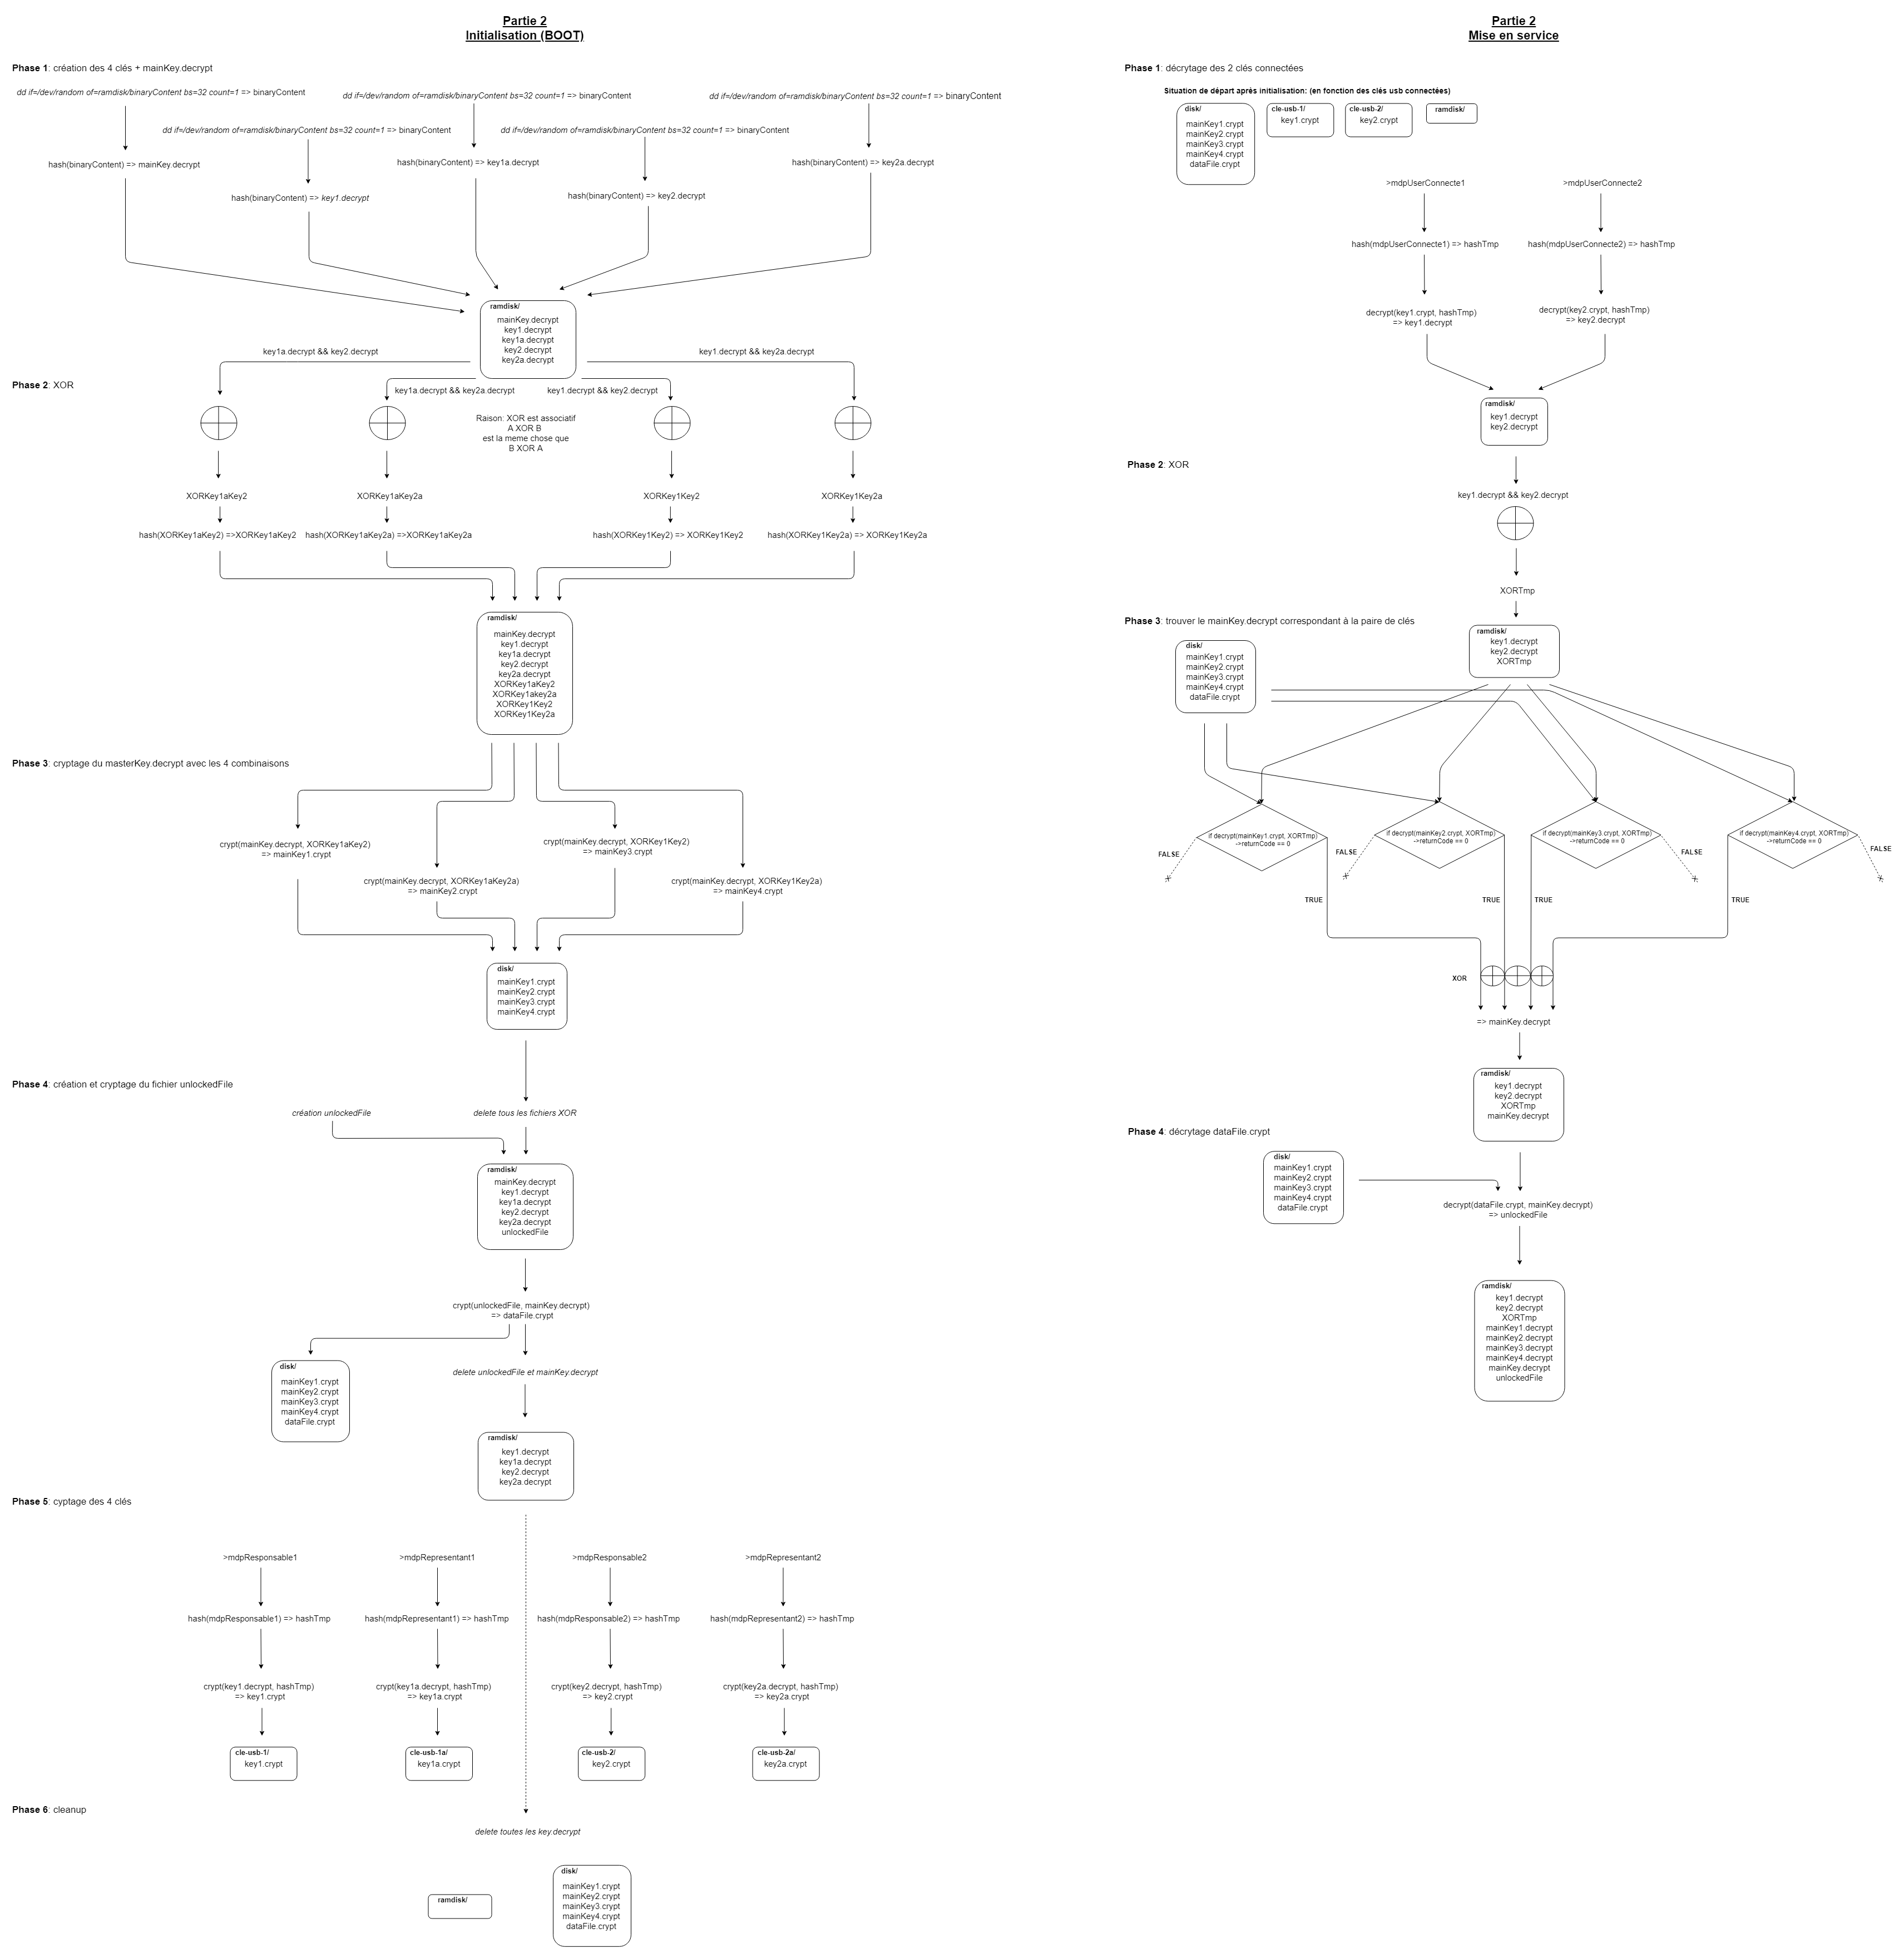 Partie 2
Initialisation (BOOT)
Phase 1: création des 4 clés + mainKey.decrypt
dd if=/dev/random of=ramdisk/binaryContent bs=32 count=1 => binaryContent
dd if=/dev/random of=ramdisk/binaryContent bs=32 count=1 => binaryContent
dd if=/dev/random of=ramdisk/binaryContent bs=32 count=1 => binaryContent
dd if=/dev/random of=ramdisk/binaryContent bs=32 count=1 => binaryContent
dd if=/dev/random of=ramdisk/binaryContent bs=32 count=1 => binaryContent
hash(binaryContent) => mainKey.decrypt
hash(binaryContent) => key1a.decrypt
hash(binaryContent) => key2a.decrypt
hash(binaryContent) => key1.decrypt
hash(binaryContent) => key2.decrypt
ramdisk/
mainKey.decrypt
key1.decrypt
key1a.decrypt
key2.decrypt
key2a.decrypt
key1a.decrypt && key2.decrypt
key1.decrypt && key2a.decrypt
Phase 2: XOR
key1a.decrypt && key2a.decrypt
key1.decrypt && key2.decrypt
Raison: XOR est associatif
A XOR B
est la meme chose que
B XOR A
XORKey1aKey2
XORKey1aKey2a
XORKey1Key2
XORKey1Key2a
hash(XORKey1aKey2) =>XORKey1aKey2
hash(XORKey1aKey2a) =>XORKey1aKey2a
hash(XORKey1Key2) => XORKey1Key2
hash(XORKey1Key2a) => XORKey1Key2a
ramdisk/
mainKey.decrypt
key1.decrypt
key1a.decrypt
key2.decrypt
key2a.decrypt
XORKey1aKey2
XORKey1akey2a
XORKey1Key2
XORKey1Key2a
Phase 3: cryptage du masterKey.decrypt avec les 4 combinaisons
crypt(mainKey.decrypt, XORKey1aKey2)
=> mainKey1.crypt
crypt(mainKey.decrypt, XORKey1Key2)
=> mainKey3.crypt
crypt(mainKey.decrypt, XORKey1aKey2a)
=> mainKey2.crypt
crypt(mainKey.decrypt, XORKey1Key2a)
=> mainKey4.crypt
disk/
mainKey1.crypt
mainKey2.crypt
mainKey3.crypt
mainKey4.crypt
Phase 4: création et cryptage du fichier unlockedFile
création unlockedFile
delete tous les fichiers XOR
ramdisk/
mainKey.decrypt
key1.decrypt
key1a.decrypt
key2.decrypt
key2a.decrypt
unlockedFile
crypt(unlockedFile, mainKey.decrypt)
=> dataFile.crypt
disk/
mainKey1.crypt
mainKey2.crypt
mainKey3.crypt
mainKey4.crypt
dataFile.crypt
delete unlockedFile et mainKey.decrypt
ramdisk/
key1.decrypt
key1a.decrypt
key2.decrypt
key2a.decrypt
Phase 5: cyptage des 4 clés
>mdpResponsable1
>mdpRepresentant1
>mdpResponsable2
>mdpRepresentant2
hash(mdpResponsable1) => hashTmp
hash(mdpRepresentant1) => hashTmp
hash(mdpResponsable2) => hashTmp
hash(mdpRepresentant2) => hashTmp
crypt(key1.decrypt, hashTmp)
=> key1.crypt
crypt(key1a.decrypt, hashTmp)
=> key1a.crypt
crypt(key2.decrypt, hashTmp)
=> key2.crypt
crypt(key2a.decrypt, hashTmp)
=> key2a.crypt
cle-usb-1/
key1.crypt
cle-usb-1a/
key1a.crypt
cle-usb-2/
key2.crypt
cle-usb-2a/
key2a.crypt
Phase 6: cleanup
delete toutes les key.decrypt
ramdisk/
disk/
mainKey1.crypt
mainKey2.crypt
mainKey3.crypt
mainKey4.crypt
dataFile.crypt
Partie 2
Mise en service
Phase 1: décrytage des 2 clés connectées
Situation de départ après initialisation: (en fonction des clés usb connectées)
disk/
mainKey1.crypt
mainKey2.crypt
mainKey3.crypt
mainKey4.crypt
dataFile.crypt
cle-usb-1/
key1.crypt
cle-usb-2/
key2.crypt
ramdisk/
>mdpUserConnecte1
>mdpUserConnecte2
hash(mdpUserConnecte1) => hashTmp
hash(mdpUserConnecte2) => hashTmp
decrypt(key1.crypt, hashTmp)
=> key1.decrypt
decrypt(key2.crypt, hashTmp)
=> key2.decrypt
ramdisk/
key1.decrypt
key2.decrypt
Phase 2: XOR
key1.decrypt && key2.decrypt
XORTmp
Phase 3: trouver le mainKey.decrypt correspondant à la paire de clés
ramdisk/
key1.decrypt
key2.decrypt
XORTmp
disk/
mainKey1.crypt
mainKey2.crypt
mainKey3.crypt
mainKey4.crypt
dataFile.crypt
if decrypt(mainKey1.crypt, XORTmp)
->returnCode == 0
if decrypt(mainKey2.crypt, XORTmp)
->returnCode == 0
if decrypt(mainKey3.crypt, XORTmp)
->returnCode == 0
if decrypt(mainKey4.crypt, XORTmp)
->returnCode == 0
FALSE
FALSE
FALSE
FALSE
TRUE
TRUE
TRUE
TRUE
XOR
=> mainKey.decrypt
ramdisk/
key1.decrypt
key2.decrypt
XORTmp
mainKey.decrypt
Phase 4: décrytage dataFile.crypt
disk/
mainKey1.crypt
mainKey2.crypt
mainKey3.crypt
mainKey4.crypt
dataFile.crypt
decrypt(dataFile.crypt, mainKey.decrypt)
=> unlockedFile
ramdisk/
key1.decrypt
key2.decrypt
XORTmp
mainKey1.decrypt
mainKey2.decrypt
mainKey3.decrypt
mainKey4.decrypt
mainKey.decrypt
unlockedFile